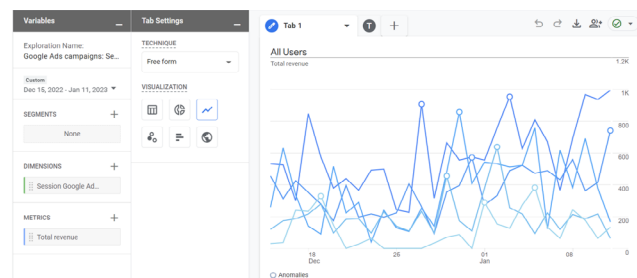 Variables
Exploration Name:
Google Ads campaigns: Se...
Custom
Dec 15, 2022 - Jan 11, 2023
SEGMENTS
None
DIMENSIONS
Session Google Ad...
METRICS
Total revenue
Tab Settings
TECHNIQUE
Free form
VISUALIZATION
Tab 1
T
All Users
Total revenue
1.2K
1K
800
600
400
200
0
18
Dec
26
01
Jan
08
Anomalies